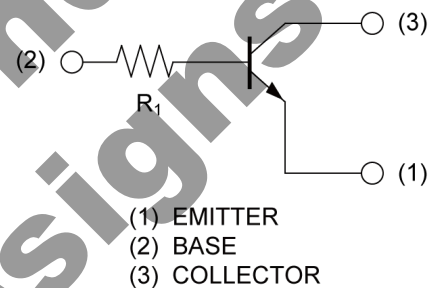 (3)
(2)
R1
(1)
(1) EMITTER
(2) BASE
(3) COLLECTOR